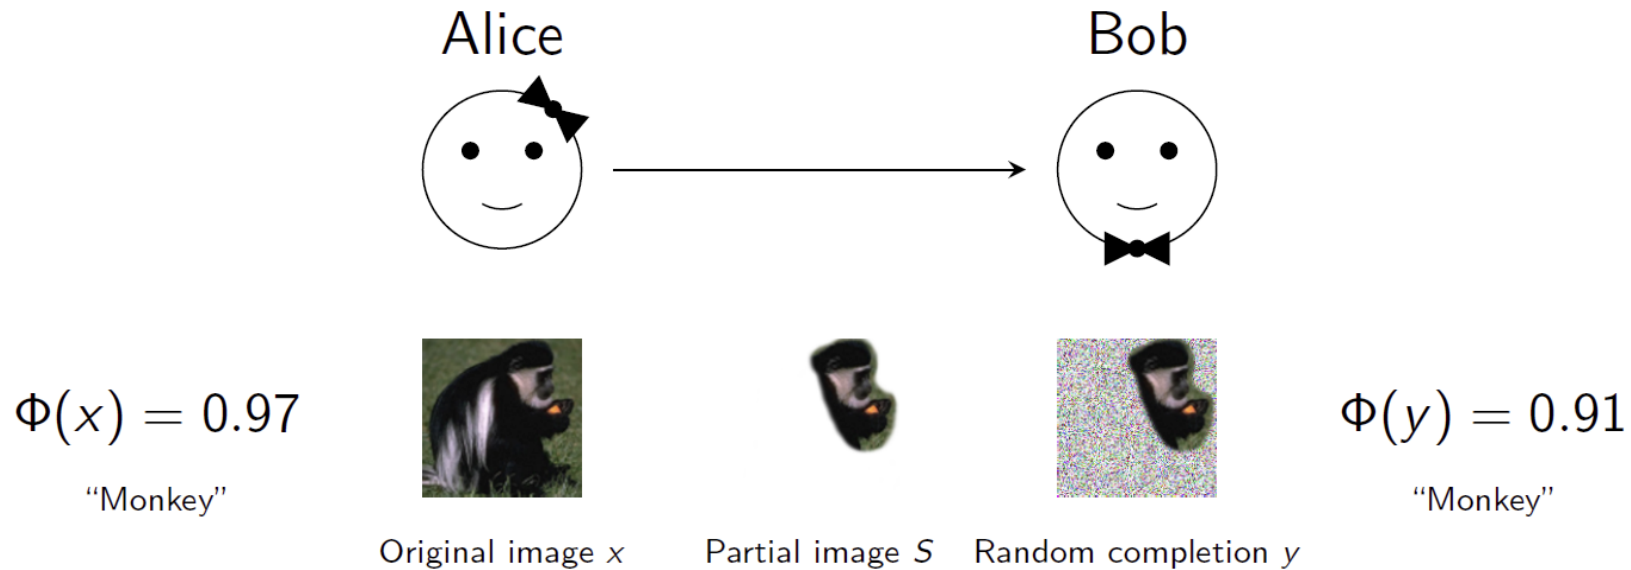 Alice
Bob
Φ(x) = 0.97
Φ(y) = 0.91
“Monkey”
“Monkey”
Original image x
Partial image S
Random completion y